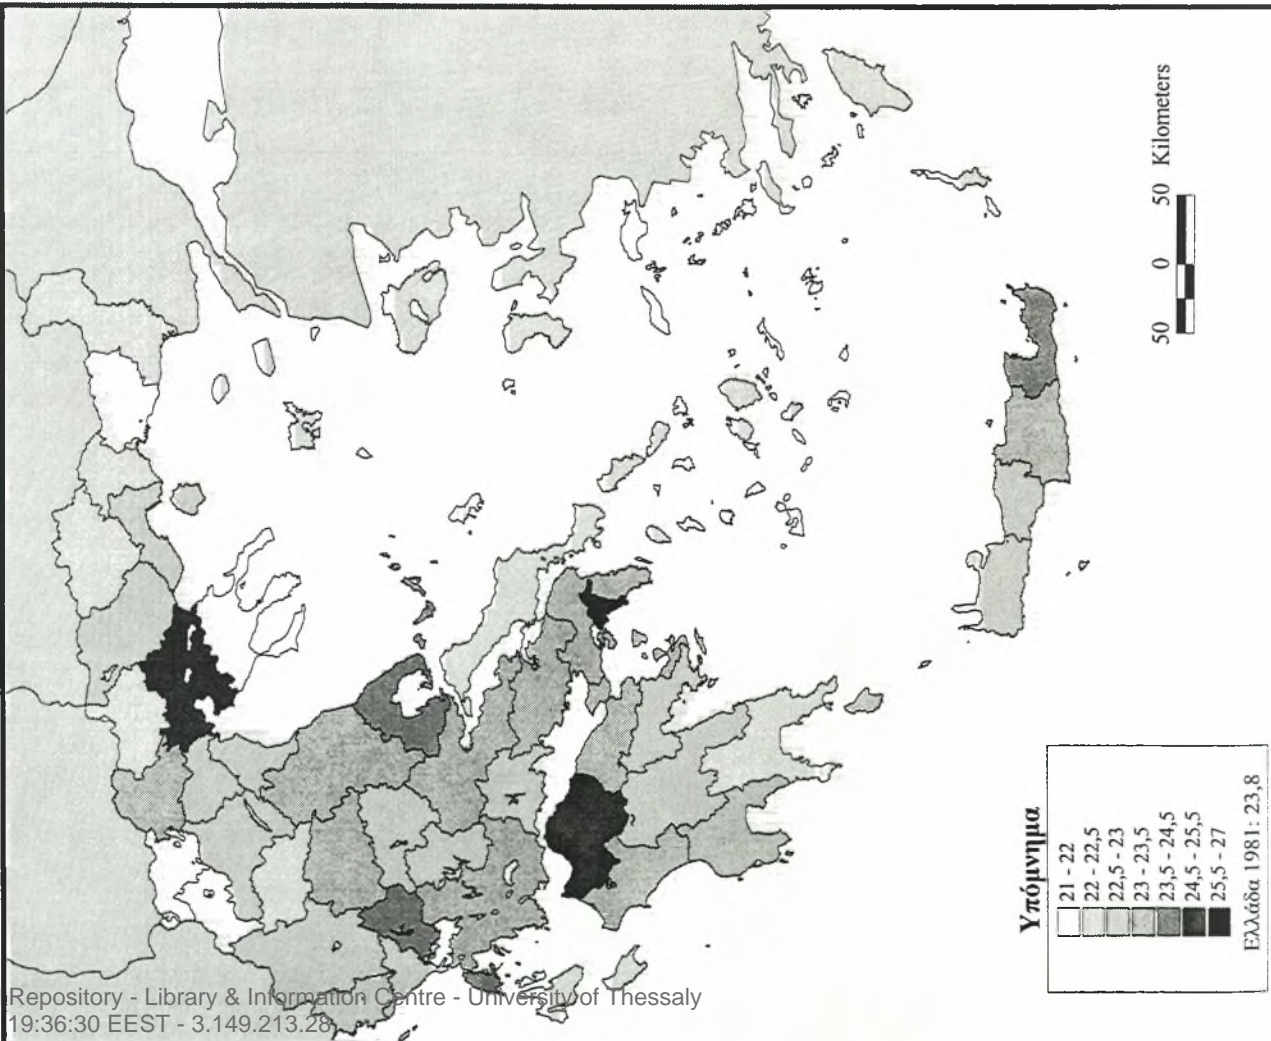 50 0 50 Kilometers
Υπόμνημα
21 - 22
22 - 22,5
22,5 - 23
23 - 23,5
23,5 - 24,5
24,5 - 25,5
25,5 - 27
Ελλάδα 1981: 23,8
Repository - Library & Information Centre - University of Thessaly
19:36:30 EEST - 3.149.213.28